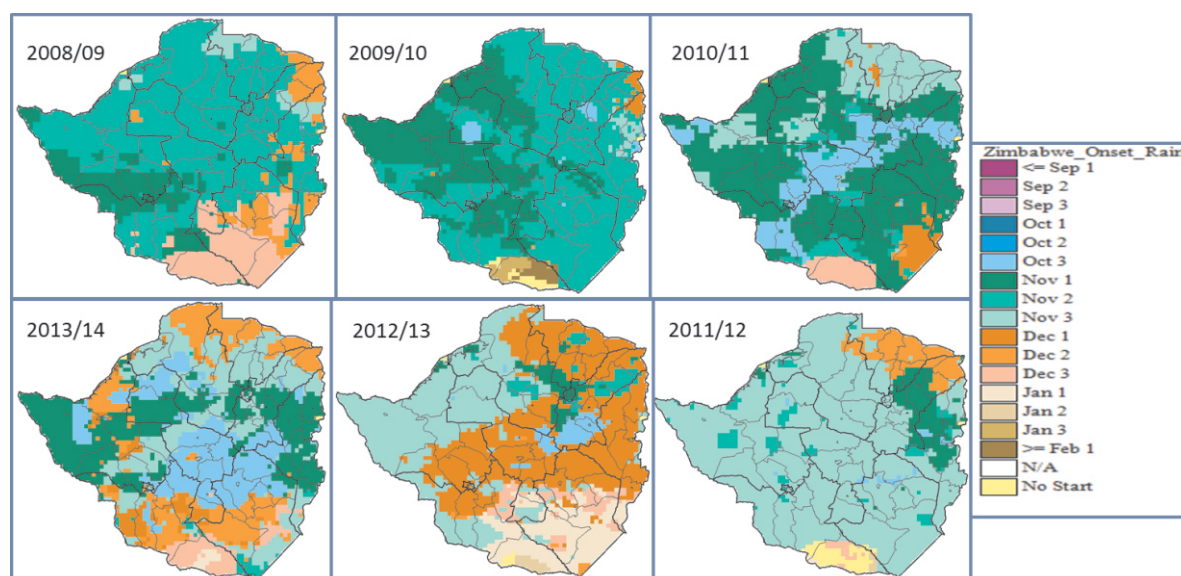 2008/09
2009/10
2010/11
2013/14
2012/13
2011/12
Zimbabwe_Onset_Rain
<= Sep 1
Sep 2
Sep 3
Oct 1
Oct 2
Oct 3
Nov 1
Nov 2
Nov 3
Dec 1
Dec 2
Dec 3
Jan 1
Jan 2
Jan 3
>= Feb 1
N/A
No Start